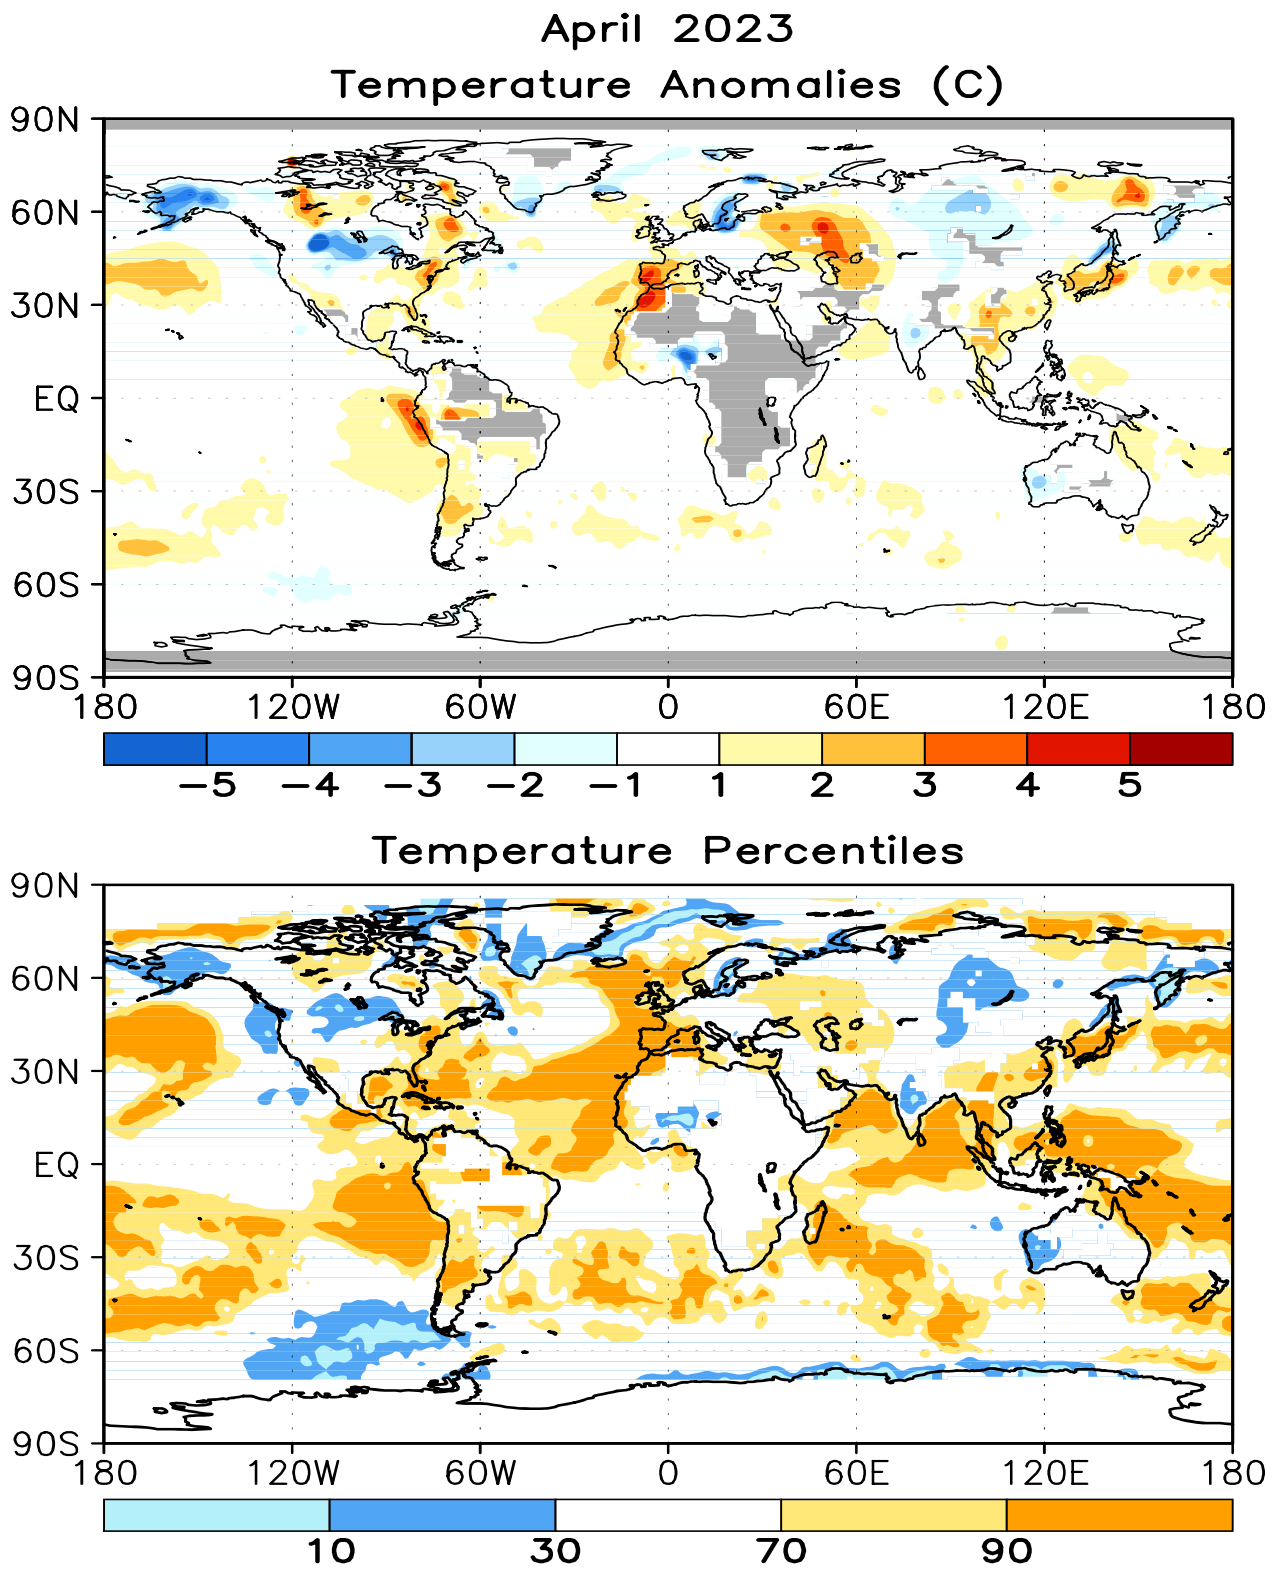 April 2023
Temperature Anomalies (C)
90N
60N
30N
EQ
30S
60S
90S
180 120W 60W 0 60E 120E 180
−5 −4 −3 −2 −1 1 2 3 4 5
Temperature Percentiles
90N
60N
30N
EQ
30S
60S
90S
180 120W 60W 0 60E 120E 180
10 30 70 90